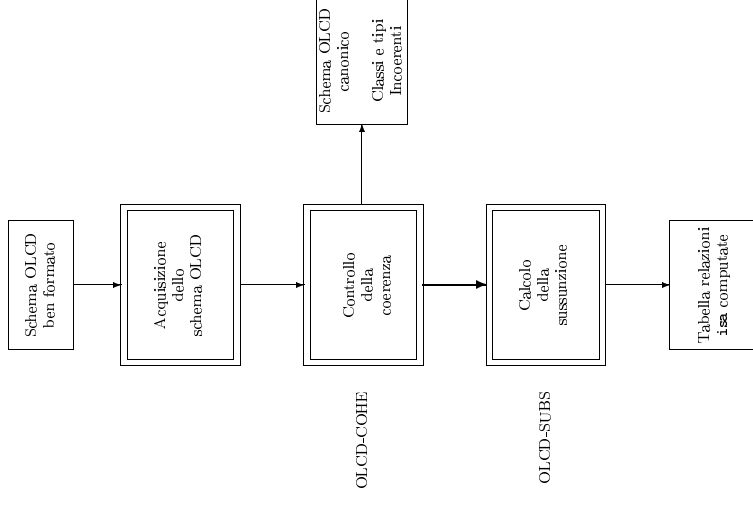 Schema OLCD
ben formato
Acquisizione
dello
schema OLCD
Controllo
della
coerenza
Schema OLCD
canonico
Classi e tipi
Incoerenti
OLCD-COHE
Calcolo
della
sussunzione
OLCD-SUBS
Tabella relazioni
isa computate